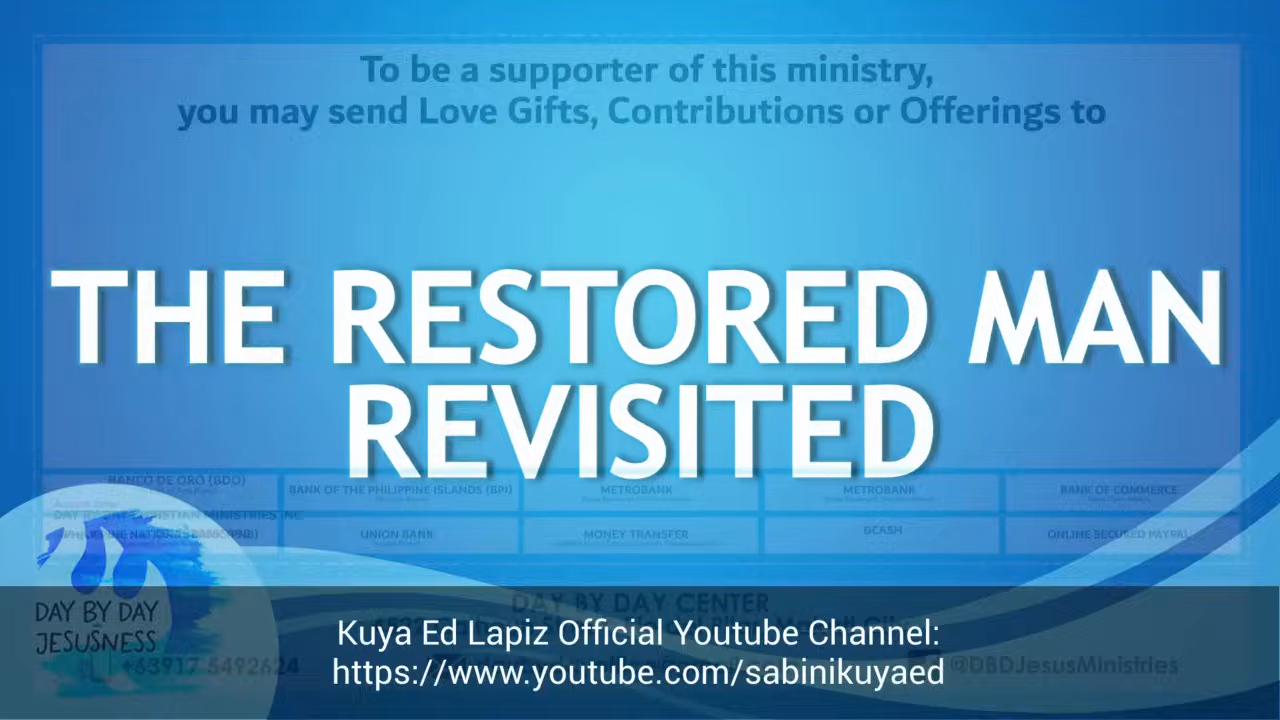 To be a supporter of this ministry,
you may send Love Gifts, Contributions or Offerings to
THE RESTORED MAN
REVISITED
BANCO DE ORO (BDO)
BANK OF THE PHILIPPINE ISLANDS (BPI)
METROBANK
METROBANK
BANK OF COMMERCE
UNION BANK
MONEY TRANSFER
GCASH
ONLINE SECURED PAYPAL
DAY BY DAY
JESUSNESS
DAY BY DAY CENTER
Kuya Ed Lapiz Official Youtube Channel:
https://www.youtube.com/sabinikuyaed
+63917 5492624
@DBDJesusMinistries